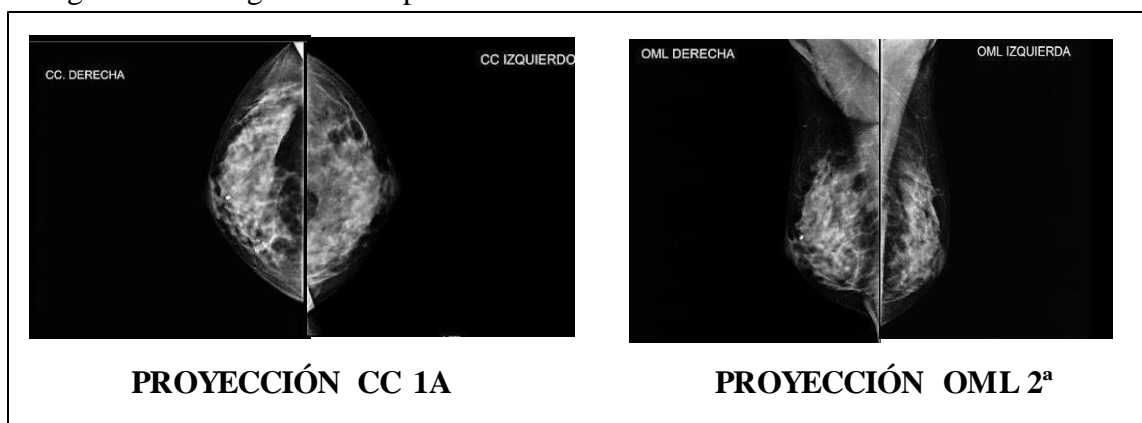 CC. DERECHA
CC IZQUIERDO
OML DERECHA
OML IZQUIERDA
PROYECCIÓN CC 1A
PROYECCIÓN OML 2ª